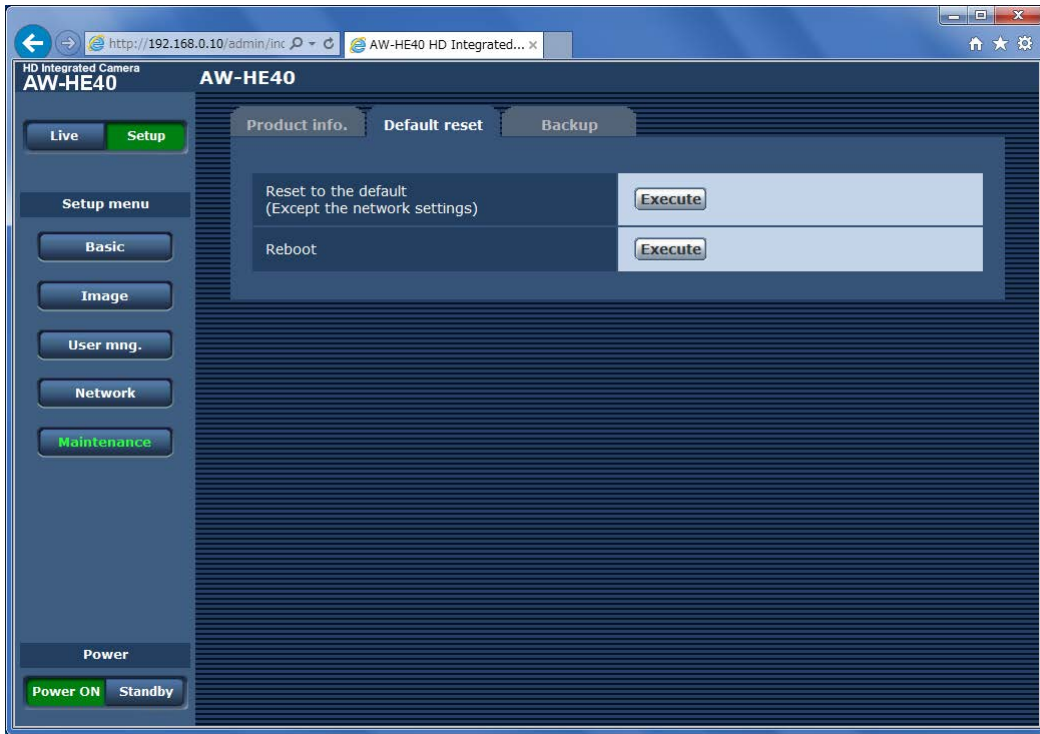 http://192.168.0.10/admin/inc
AW-HE40 HD Integrated...
HD Integrated Camera
AW-HE40
AW-HE40
Live
Setup
Setup menu
Basic
Image
User mng.
Network
Maintenance
Power
Power ON
Standby
Product info.
Default reset
Backup
Reset to the default
(Except the network settings)
Execute
Reboot
Execute